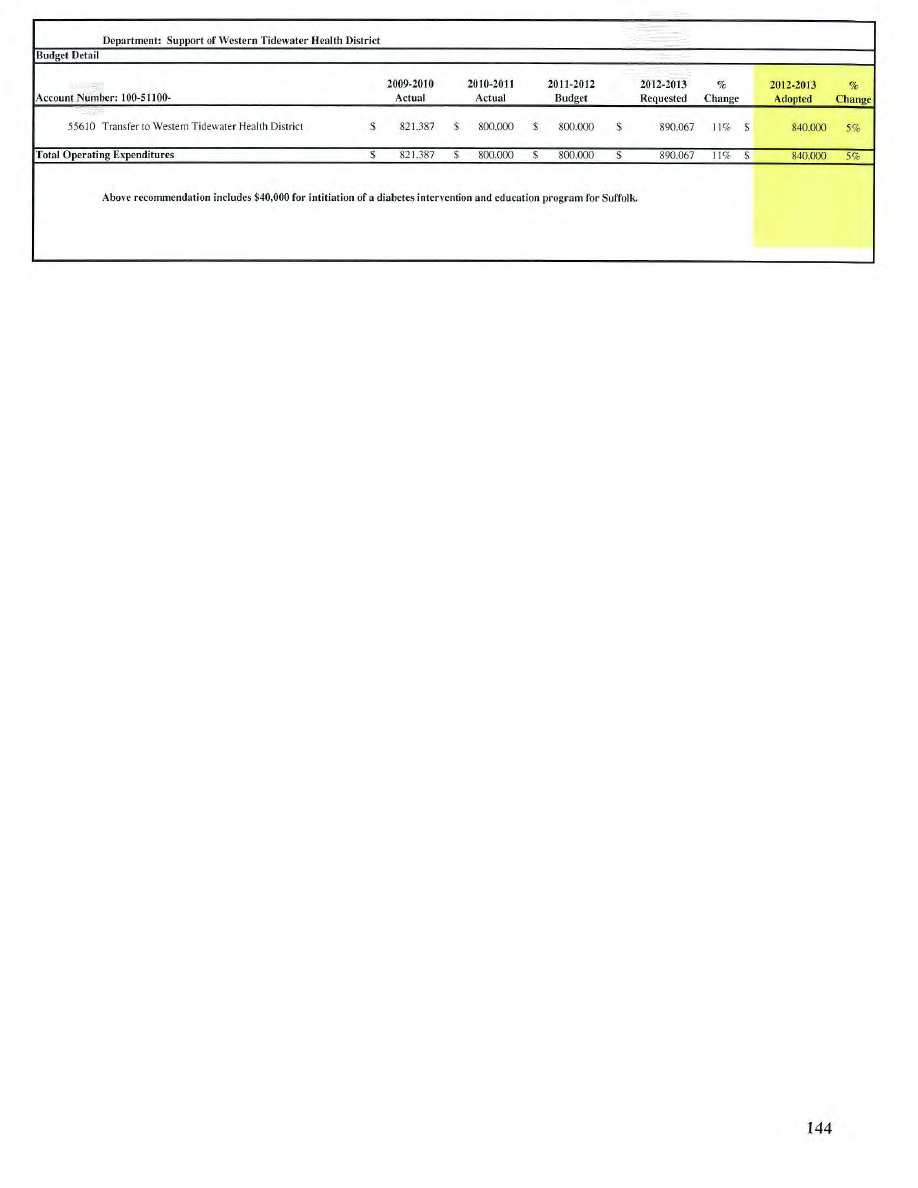 Department: Support of Western Tidewater Health District
Budget Detail
2009-2010 2010-2011 2011-2012 2012-2013 % 2012-2013 %
Account Number: 100-51100- Actual Actual Budget Requested Change Adopted Change
55610 Transfer to Western Tidewater Health District $ 821,387 $ 800,000 $ 800,000 $ 890,067 11% $ 840,000 5%
Total Operating Expenditures $ 821,387 $ 800,000 $ 800,000 $ 890,067 11% $ 840,000 5%
Above recommendation includes $40,000 for intitiation of a diabetes intervention and education program for Suffolk.
144